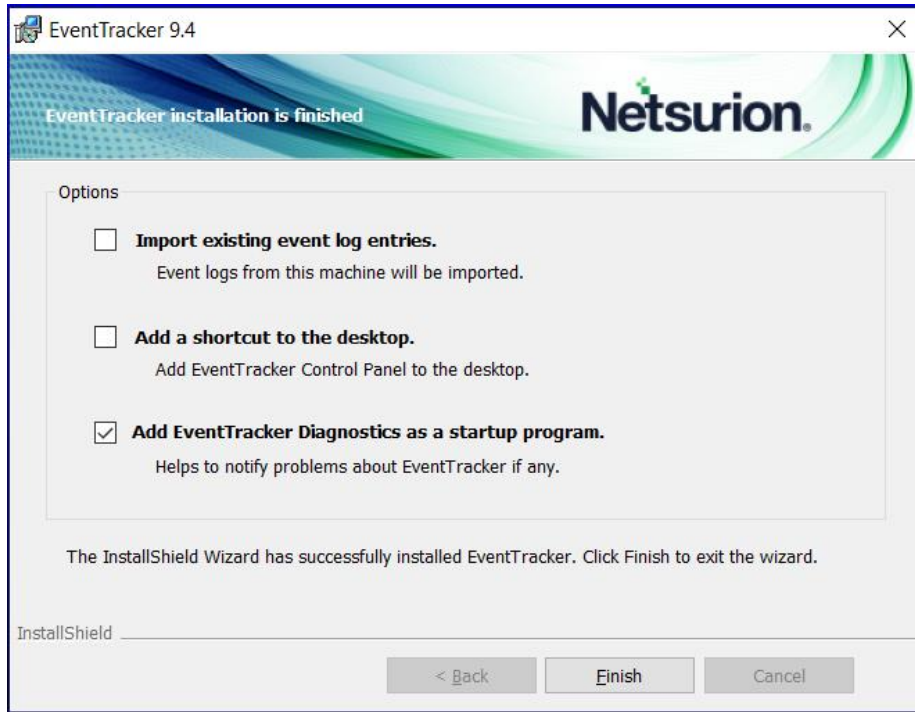 EventTracker 9.4
EventTracker installation is finished
Netsurion.
Options
Import existing event log entries.
Event logs from this machine will be imported.
Add a shortcut to the desktop.
Add EventTracker Control Panel to the desktop.
Add EventTracker Diagnostics as a startup program.
Helps to notify problems about EventTracker if any.
The InstallShield Wizard has successfully installed EventTracker. Click Finish to exit the wizard.
InstallShield
< Back
Finish
Cancel